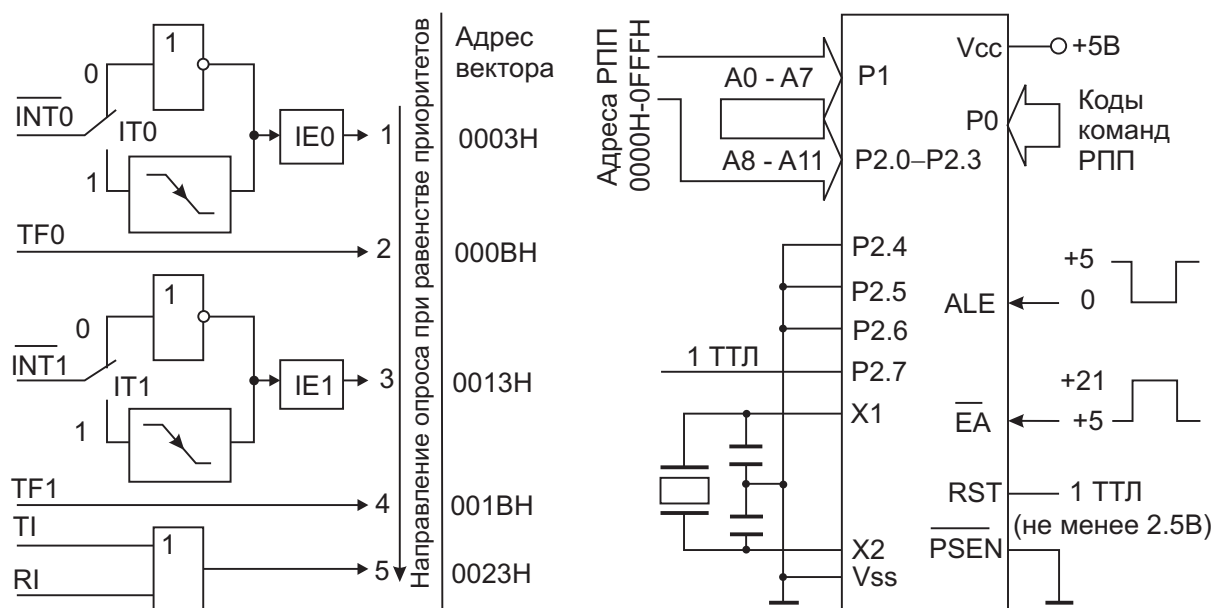 1
0
INT0
IT0
1
IE0
1
0003H
TF0
2
000BH
1
0
INT1
IT1
1
IE1
3
0013H
TF1
4
001BH
TI
1
RI
5
0023H
Направление опроса при равенстве приоритетов
Адрес
вектора
Адреса РПП
0000H-0FFFH
A0 - A7
A8 - A11
P1
P2.0–P2.3
P2.4
P2.5
P2.6
1 ТТЛ
P2.7
X1
X2
Vss
Vcc
+5В
P0
Коды
команд
РПП
ALE
+5
0
EA
+21
+5
RST
1 ТТЛ
(не менее 2.5В)
PSEN